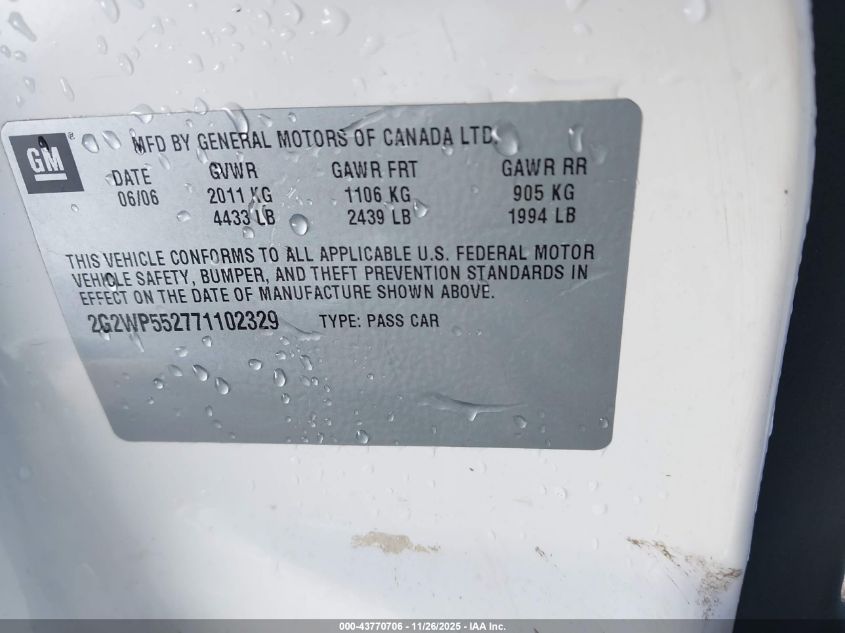 GM®
MFD BY GENERAL MOTORS OF CANADA LTD.
DATE GVWR GAWR FRT GAWR RR
06/06 2011 KG 1106 KG 905 KG
4433 LB 2439 LB 1994 LB
THIS VEHICLE CONFORMS TO ALL APPLICABLE U.S. FEDERAL MOTOR
VEHICLE SAFETY, BUMPER, AND THEFT PREVENTION STANDARDS IN
EFFECT ON THE DATE OF MANUFACTURE SHOWN ABOVE.
2G2WP552771102329 TYPE: PASS CAR
000-43770706 - 11/26/2025 - IAA Inc.